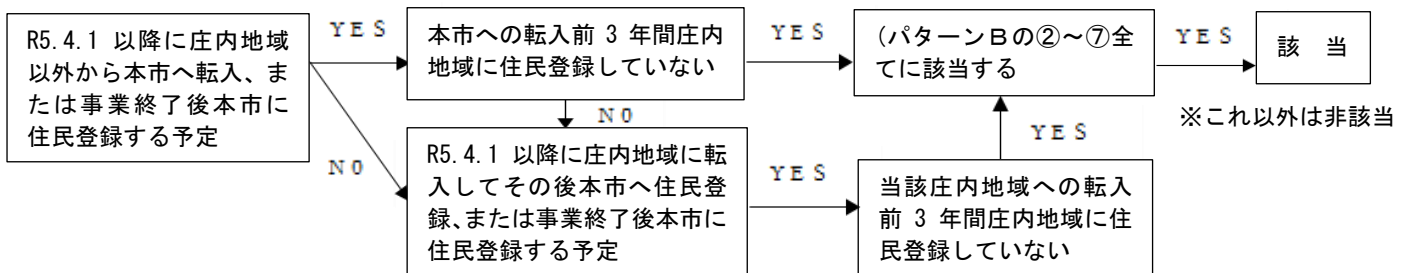 R5.4.1 以降に庄内地域
以外から本市へ転入、ま
たは事業終了後本市に
住民登録する予定
YES
本市への転入前 3 年間庄内
地域に住民登録していない
YES
(パターンBの②~⑦全
てに該当する
YES
該 当
※これ以外は非該当
NO
NO
R5.4.1 以降に庄内地域に転
入してその後本市へ住民登
録、または事業終了後本市に
住民登録する予定
YES
当該庄内地域への転入
前 3 年間庄内地域に住
民登録していない
YES